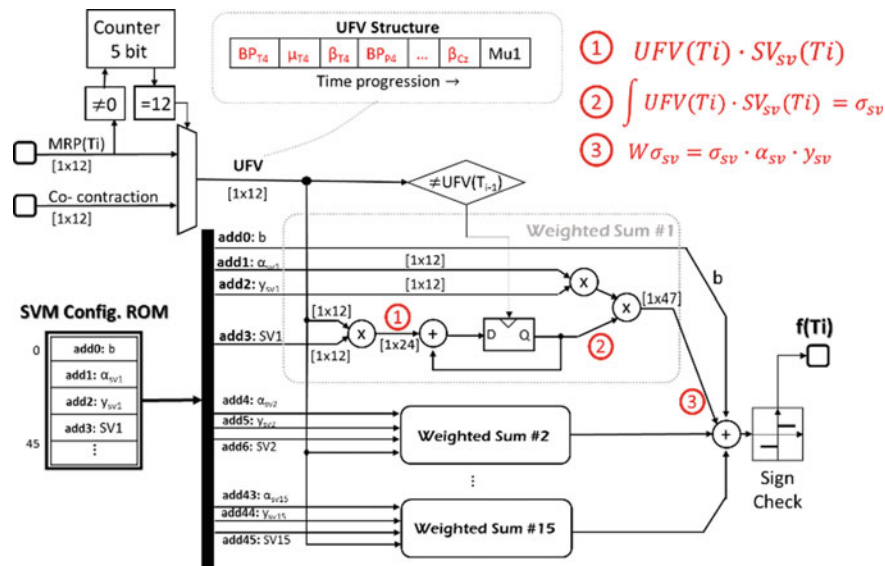 Counter
5 bit
≠0
=12
MRP(Ti)
[1x12]
Co- contraction
[1x12]
UFV Structure
BP_T4 μ_T4 β_T4 BP_P4 ... β_Cz Mu1
Time progression →
UFV
[1x12]
≠UFV(T_i-1)
① UFV(Ti) · SV_sv(Ti)
② ∫ UFV(Ti) · SV_sv(Ti) = σ_sv
③ Wσ_sv = σ_sv · α_sv · y_sv
Weighted Sum #1
add0: b
add1: α_sv1
[1x12]
add2: y_sv1
[1x12]
x
x
[1x47]
b
[1x12]
add3: SV1
[1x12]
x
①
[1x24]
+
D Q
②
③
SVM Config. ROM
0
add0: b
add1: α_sv1
add2: y_sv1
add3: SV1
⋮
45
add4: α_sv2
add5: y_sv2
add6: SV2
Weighted Sum #2
⋮
add43: α_sv15
add44: y_sv15
add45: SV15
Weighted Sum #15
+
f(Ti)
Sign
Check